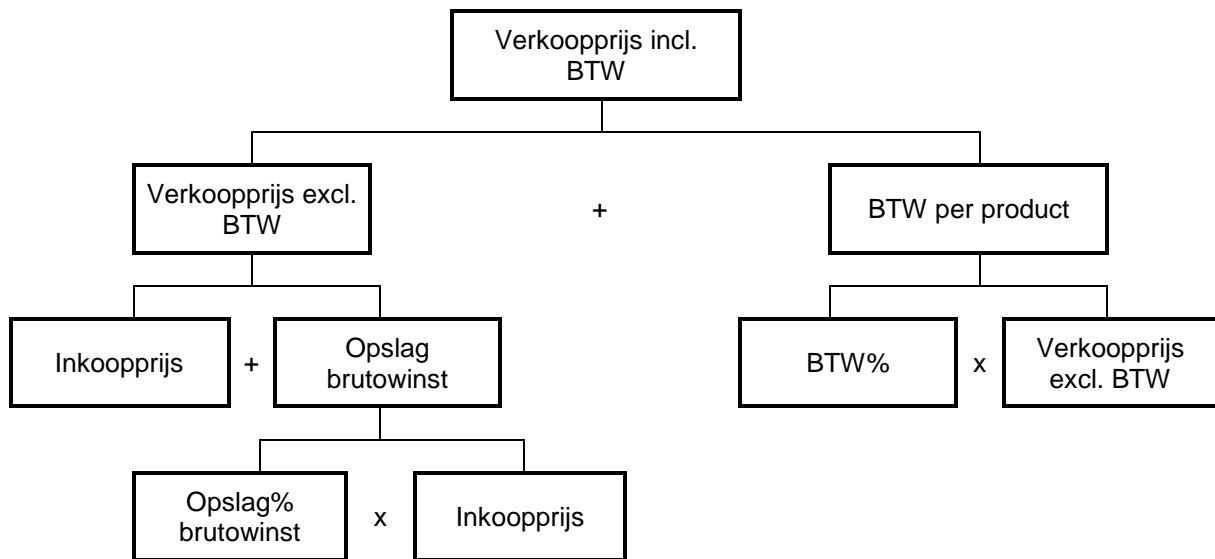 Verkoopprijs incl.
BTW
Verkoopprijs excl.
BTW
+
BTW per product
Inkoopprijs
+
Opslag
brutowinst
BTW%
x
Verkoopprijs
excl. BTW
Opslag%
brutowinst
x
Inkoopprijs